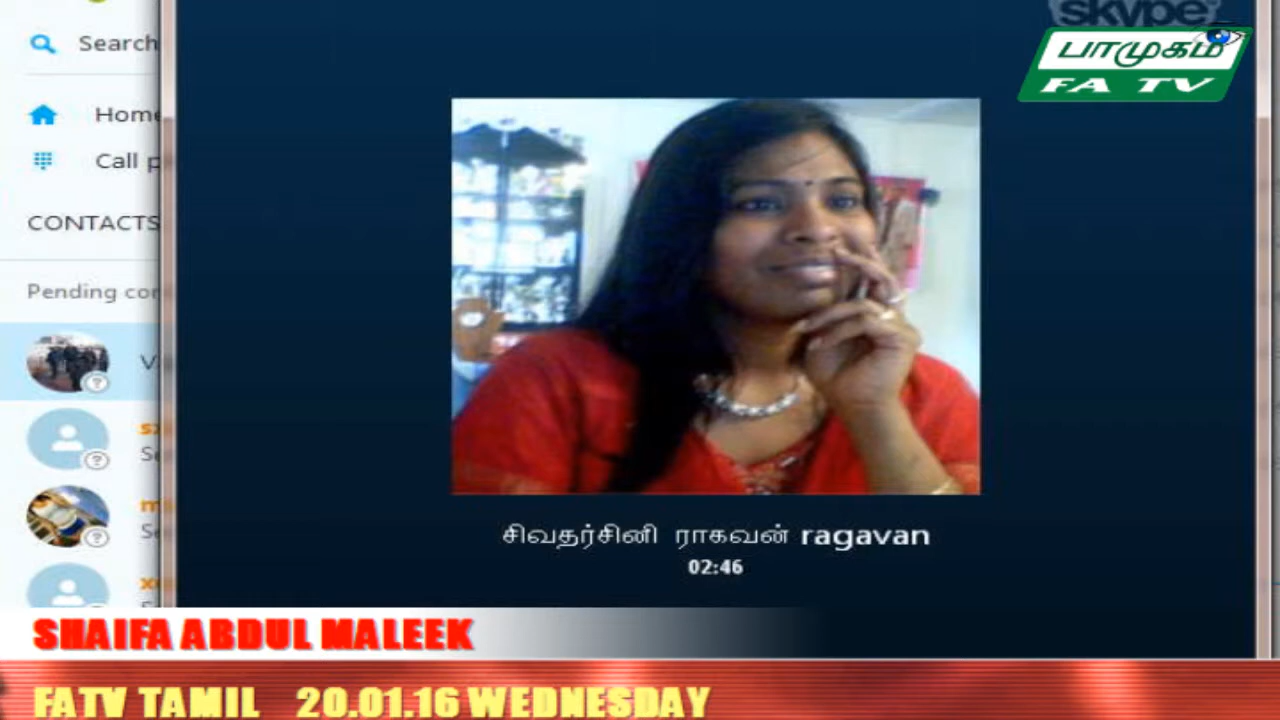 skype
பாமுகம்
FA TV
Search
Home
Call p
CONTACTS
Pending con
சிவதர்சினி ராகவன் ragavan
02:46
SHAIFA ABDUL MALEEK
FATV TAMIL 20.01.16 WEDNESDAY